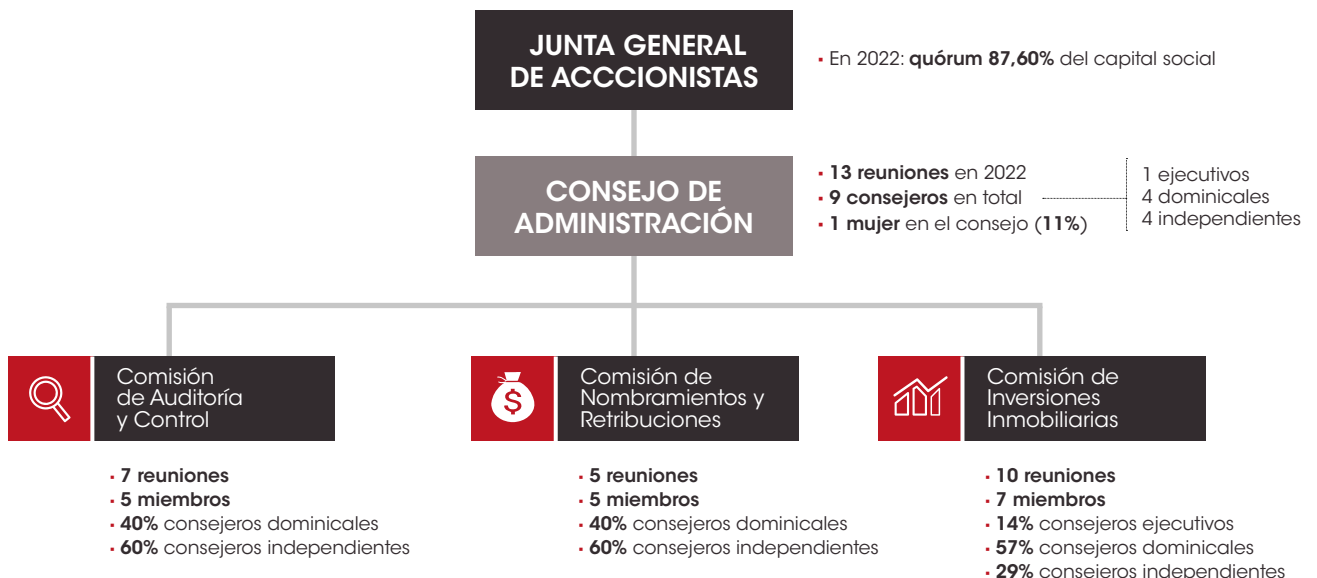 JUNTA GENERAL
DE ACCCIONISTAS
▪ En 2022: quórum 87,60% del capital social
CONSEJO DE
ADMINISTRACIÓN
▪ 13 reuniones en 2022
▪ 9 consejeros en total
▪ 1 mujer en el consejo (11%)
1 ejecutivos
4 dominicales
4 independientes
Comisión
de Auditoría
y Control
▪ 7 reuniones
▪ 5 miembros
▪ 40% consejeros dominicales
▪ 60% consejeros independientes
$
Comisión de
Nombramientos y
Retribuciones
▪ 5 reuniones
▪ 5 miembros
▪ 40% consejeros dominicales
▪ 60% consejeros independientes
Comisión de
Inversiones
Inmobiliarias
▪ 10 reuniones
▪ 7 miembros
▪ 14% consejeros ejecutivos
▪ 57% consejeros dominicales
▪ 29% consejeros independientes